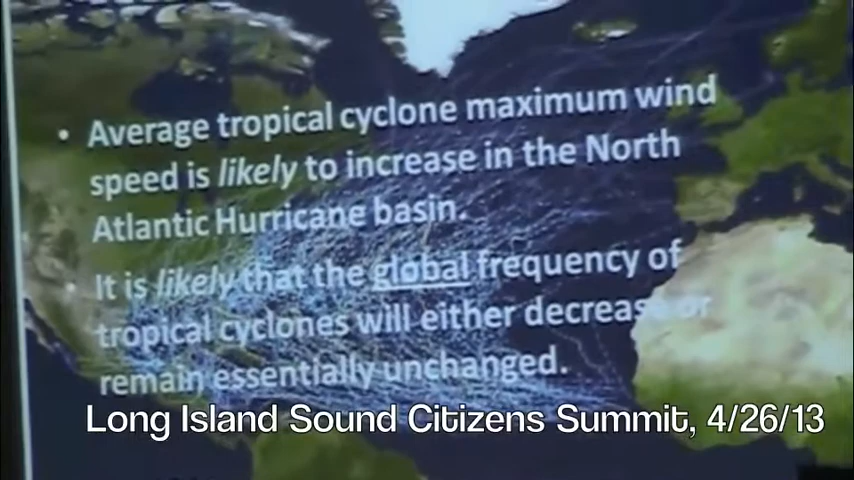 • Average tropical cyclone maximum wind
speed is likely to increase in the North
Atlantic Hurricane basin.
• It is likely that the global frequency of
tropical cyclones will either decrease or
remain essentially unchanged.
Long Island Sound Citizens Summit, 4/26/13